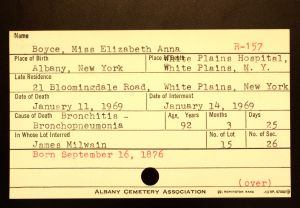 Name
Boyce, Miss Elizabeth Anna R-157
Place of Birth Place of Death White Plains Hospital,
Albany, New York White Plains, N. Y.
Late Residence
21 Bloomingdale Road, White Plains, New York
Date of Death Date of Interment
January 11, 1969 January 14, 1969
Cause of Death Bronchitis - Age, Years Months Days
Bronchopneumonia 92 3 25
In Whose Lot Interred No. of Lot No. of Sec.
James Milwain 15 26
Born September 16, 1876
(over)
ALBANY CEMETERY ASSOCIATION